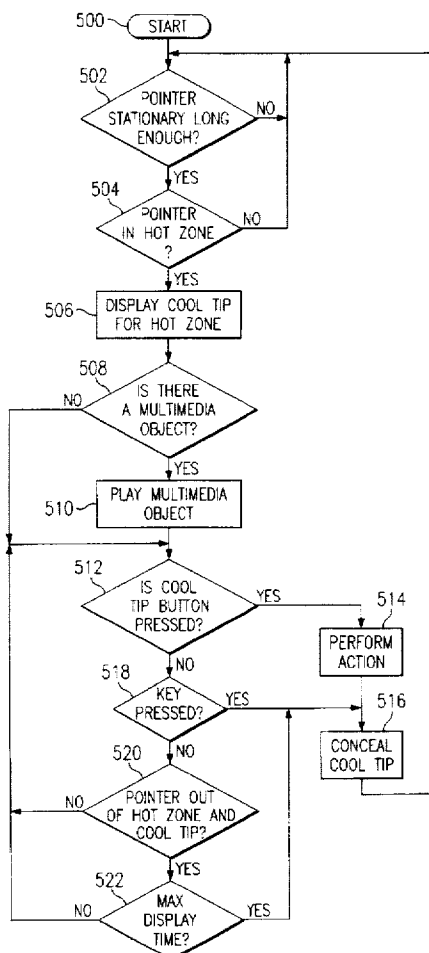 500
START
502
POINTER
STATIONARY LONG
ENOUGH?
NO
YES
504
POINTER
IN HOT ZONE
?
NO
YES
506
DISPLAY COOL TIP
FOR HOT ZONE
508
IS THERE
A MULTIMEDIA
OBJECT?
NO
YES
510
PLAY MULTIMEDIA
OBJECT
512
IS COOL
TIP BUTTON
PRESSED?
YES
514
PERFORM
ACTION
NO
518
KEY
PRESSED?
YES
516
CONCEAL
COOL TIP
NO
520
POINTER OUT
OF HOT ZONE AND
COOL TIP?
NO
YES
522
MAX
DISPLAY
TIME?
NO
YES